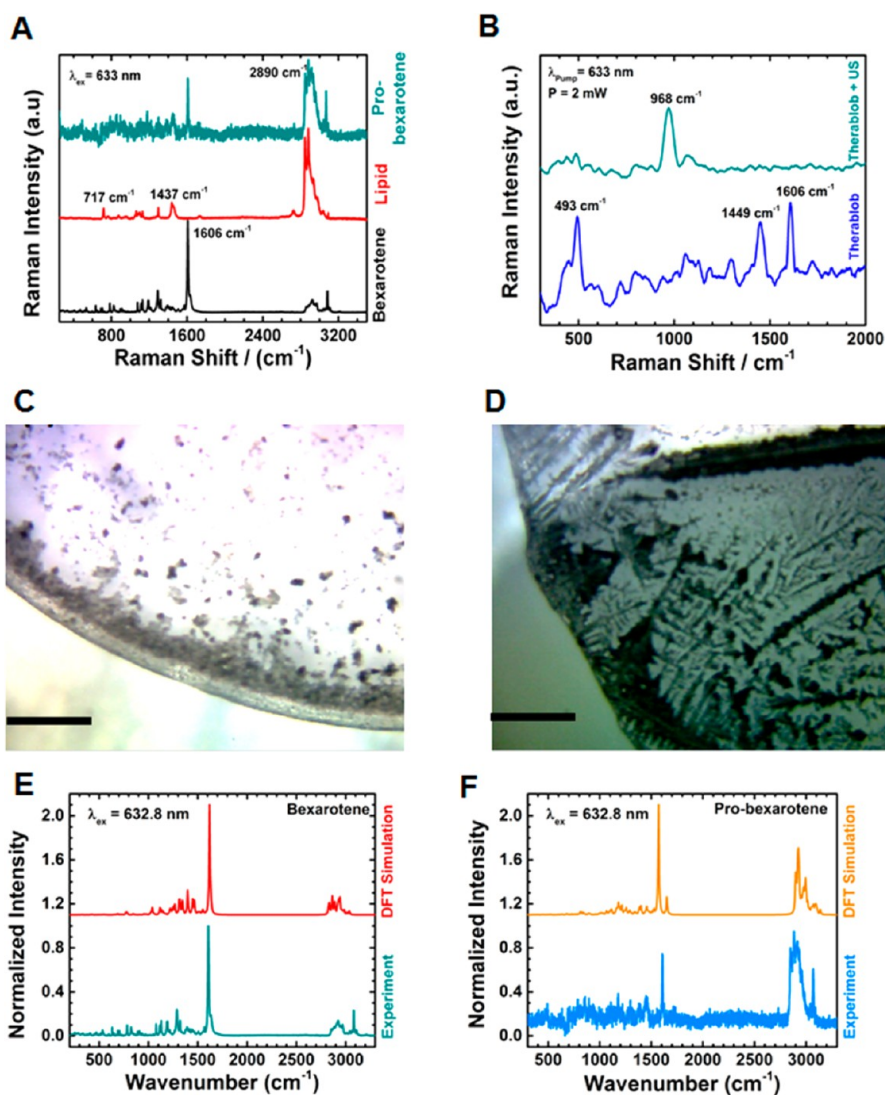 A
λex = 633 nm
2890 cm-1
717 cm-1
1437 cm-1
1606 cm-1
Raman Intensity (a.u)
Pro-
bexarotene
Lipid
Bexarotene
800 1600 2400 3200
Raman Shift / (cm-1)
B
λPump = 633 nm
P = 2 mW
968 cm-1
493 cm-1
1449 cm-1
1606 cm-1
Raman Intensity (a.u.)
Therablob + US
Therablob
500 1000 1500 2000
Raman Shift / cm-1
C
D
E
λex = 632.8 nm
Bexarotene
2.0
1.6
1.2
0.8
0.4
0.0
Normalized Intensity
DFT Simulation
Experiment
500 1000 1500 2000 2500 3000
Wavenumber (cm-1)
F
λex = 632.8 nm
Pro-bexarotene
2.0
1.6
1.2
0.8
0.4
0.0
Normalized Intensity
DFT Simulation
Experiment
500 1000 1500 2000 2500 3000
Wavenumber (cm-1)